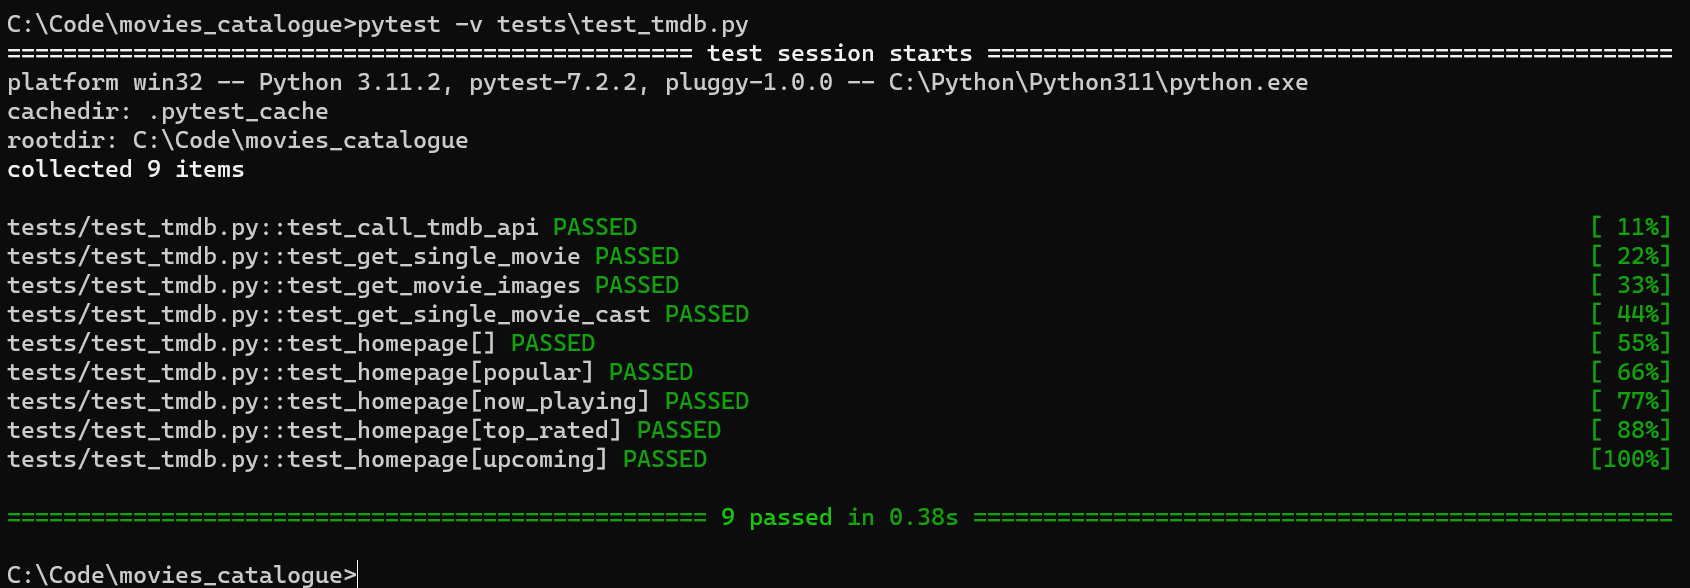 C:\Code\movies_catalogue>pytest -v tests\test_tmdb.py
================================================= test session starts =================================================
platform win32 -- Python 3.11.2, pytest-7.2.2, pluggy-1.0.0 -- C:\Python\Python311\python.exe
cachedir: .pytest_cache
rootdir: C:\Code\movies_catalogue
collected 9 items
tests/test_tmdb.py::test_call_tmdb_api PASSED [ 11%]
tests/test_tmdb.py::test_get_single_movie PASSED [ 22%]
tests/test_tmdb.py::test_get_movie_images PASSED [ 33%]
tests/test_tmdb.py::test_get_single_movie_cast PASSED [ 44%]
tests/test_tmdb.py::test_homepage[] PASSED [ 55%]
tests/test_tmdb.py::test_homepage[popular] PASSED [ 66%]
tests/test_tmdb.py::test_homepage[now_playing] PASSED [ 77%]
tests/test_tmdb.py::test_homepage[top_rated] PASSED [ 88%]
tests/test_tmdb.py::test_homepage[upcoming] PASSED [100%]
================================================== 9 passed in 0.38s ==================================================
C:\Code\movies_catalogue>